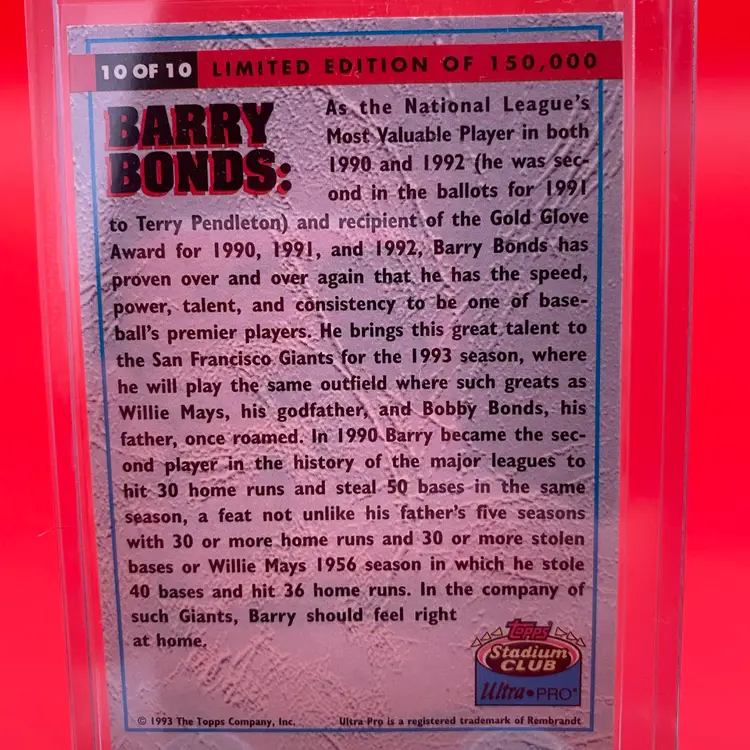 10 OF 10 LIMITED EDITION OF 150,000
BARRY
BONDS:
As the National League's
Most Valuable Player in both
1990 and 1992 (he was sec-
ond in the ballots for 1991
to Terry Pendleton) and recipient of the Gold Glove
Award for 1990, 1991, and 1992, Barry Bonds has
proven over and over again that he has the speed,
power, talent, and consistency to be one of base-
ball's premier players. He brings this great talent to
the San Francisco Giants for the 1993 season, where
he will play the same outfield where such greats as
Willie Mays, his godfather, and Bobby Bonds, his
father, once roamed. In 1990 Barry became the sec-
ond player in the history of the major leagues to
hit 30 home runs and steal 50 bases in the same
season, a feat not unlike his father's five seasons
with 30 or more home runs and 30 or more stolen
bases or Willie Mays 1956 season in which he stole
40 bases and hit 36 home runs. In the company of
such Giants, Barry should feel right
at home.
Topps
Stadium
CLUB
Ultra•PRO®
© 1993 The Topps Company, Inc. Ultra Pro is a registered trademark of Rembrandt